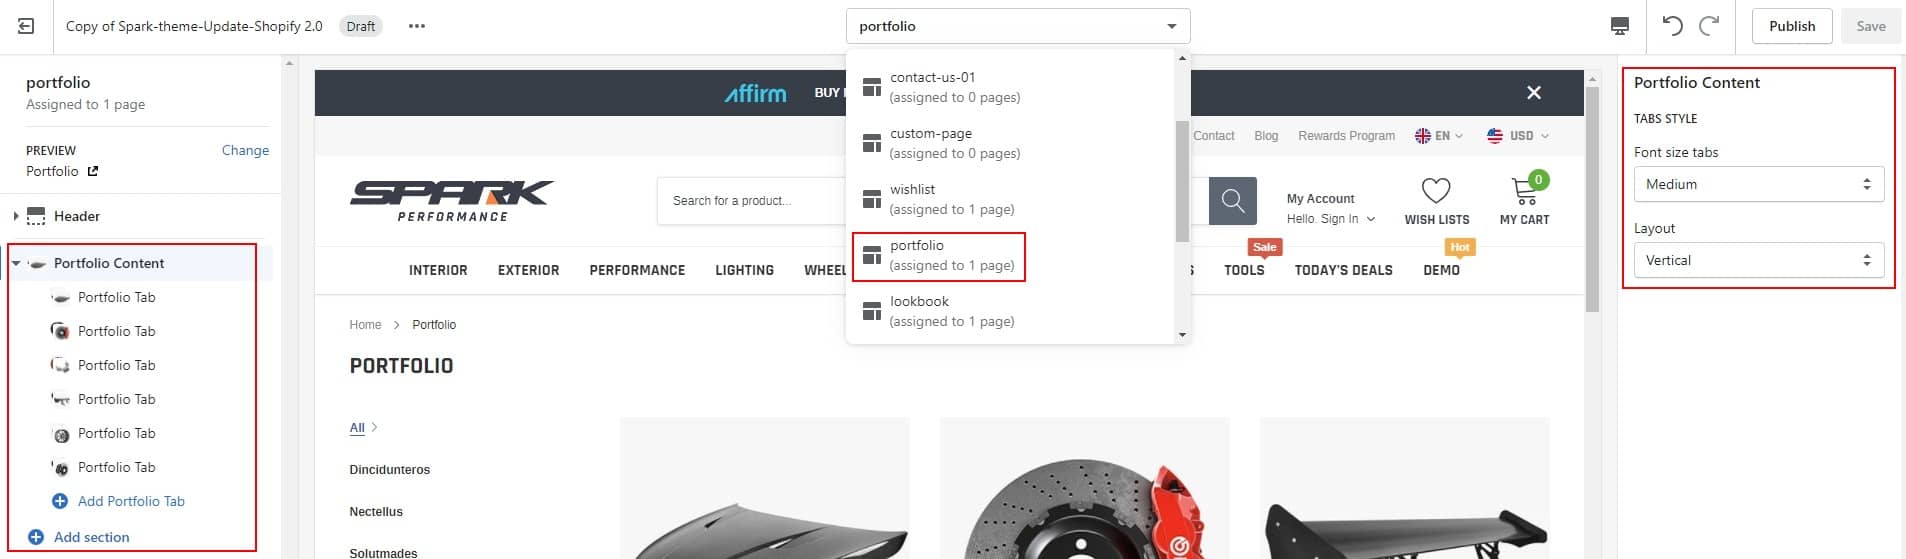 Copy of Spark-theme-Update-Shopify 2.0
Draft
portfolio
Publish
Save
portfolio
Assigned to 1 page
PREVIEW
Change
Portfolio
Header
Portfolio Content
Portfolio Tab
Portfolio Tab
Portfolio Tab
Portfolio Tab
Portfolio Tab
Portfolio Tab
Add Portfolio Tab
Add section
affirm
BUY
contact-us-01
(assigned to 0 pages)
custom-page
(assigned to 0 pages)
wishlist
(assigned to 1 page)
portfolio
(assigned to 1 page)
lookbook
(assigned to 1 page)
Contact
Blog
Rewards Program
EN
USD
SPARK
PERFORMANCE
Search for a product...
My Account
Hello. Sign In
WISH LISTS
0
MY CART
Sale
Hot
INTERIOR
EXTERIOR
PERFORMANCE
LIGHTING
WHEEL
S
TOOLS
TODAY'S DEALS
DEMO
Home
Portfolio
PORTFOLIO
All
Dincidunteros
Nectellus
Solutmades
Portfolio Content
TABS STYLE
Font size tabs
Medium
Layout
Vertical